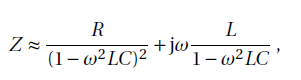 Z ≈ R / (1 − ω²LC)² + jω L / 1 − ω²LC ,